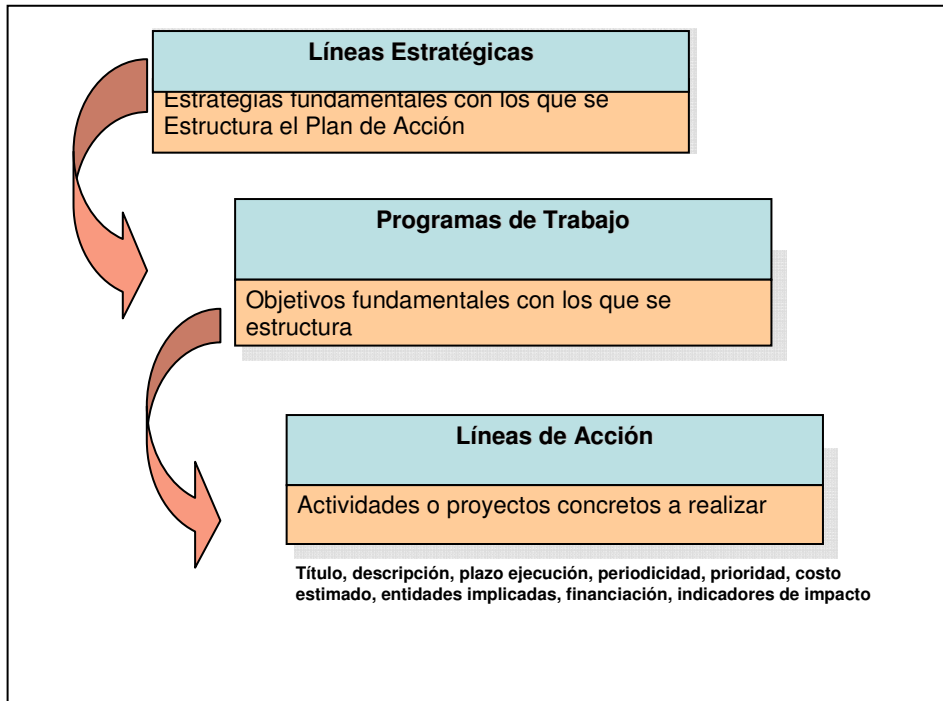 Líneas Estratégicas
Estrategias fundamentales con los que se
Estructura el Plan de Acción
Programas de Trabajo
Objetivos fundamentales con los que se
estructura
Líneas de Acción
Actividades o proyectos concretos a realizar
Título, descripción, plazo ejecución, periodicidad, prioridad, costo
estimado, entidades implicadas, financiación, indicadores de impacto